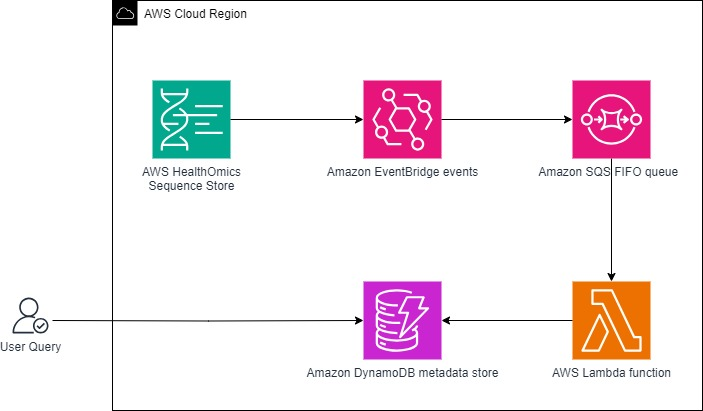 AWS Cloud Region
AWS HealthOmics
Sequence Store
Amazon EventBridge events
Amazon SQS FIFO queue
User Query
Amazon DynamoDB metadata store
AWS Lambda function